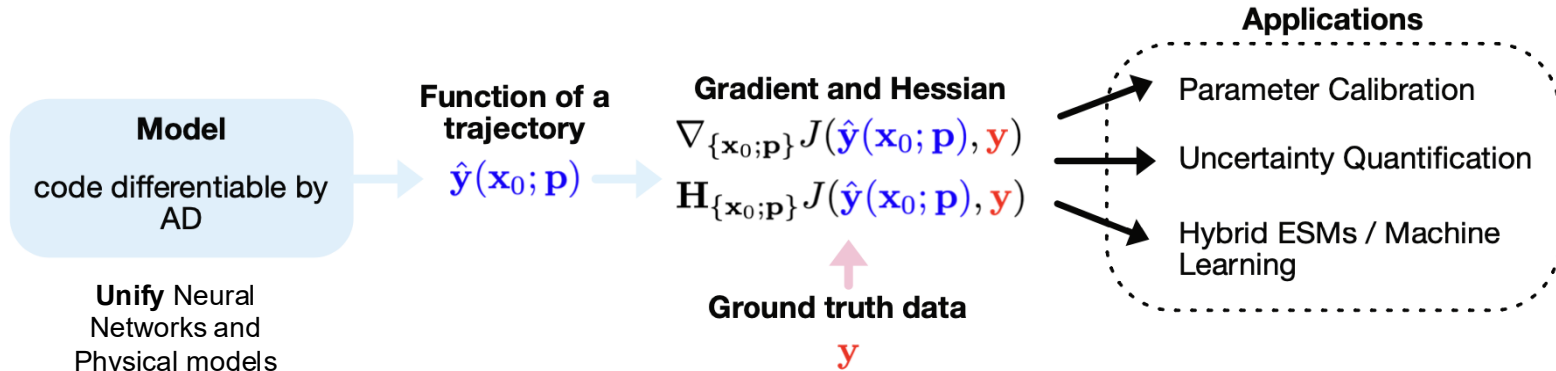 Model
code differentiable by
AD
Unify Neural
Networks and
Physical models
Function of a
trajectory
ŷ(x₀; p)
Gradient and Hessian
∇_{x₀;p} J(ŷ(x₀; p), y)
H_{x₀;p} J(ŷ(x₀; p), y)
Ground truth data
y
Applications
Parameter Calibration
Uncertainty Quantification
Hybrid ESMs / Machine
Learning